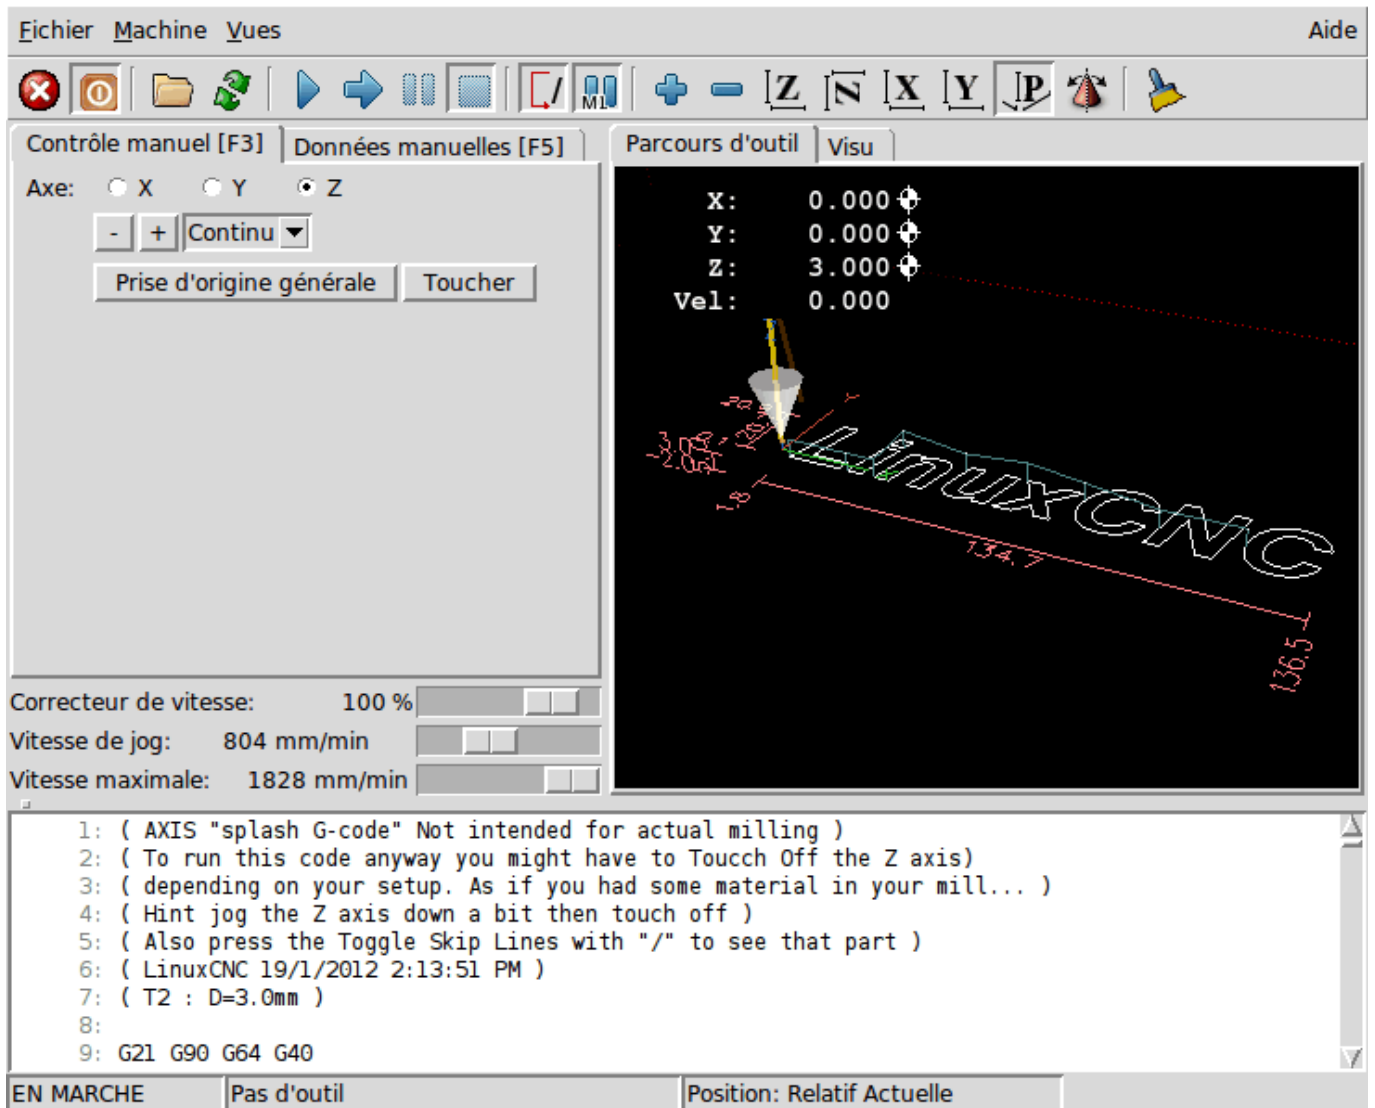 Fichier Machine Vues Aide
M1 Z N X Y P
Contrôle manuel [F3] Données manuelles [F5]
Axe: X Y Z
- + Continu
Prise d'origine générale Toucher
Parcours d'outil Visu
X: 0.000
Y: 0.000
Z: 3.000
Vel: 0.000
Y
1.8
134.7
136.5
LinuxCNC
Correcteur de vitesse: 100 %
Vitesse de jog: 804 mm/min
Vitesse maximale: 1828 mm/min
1: ( AXIS "splash G-code" Not intended for actual milling )
2: ( To run this code anyway you might have to Toucch Off the Z axis)
3: ( depending on your setup. As if you had some material in your mill... )
4: ( Hint jog the Z axis down a bit then touch off )
5: ( Also press the Toggle Skip Lines with "/" to see that part )
6: ( LinuxCNC 19/1/2012 2:13:51 PM )
7: ( T2 : D=3.0mm )
8:
9: G21 G90 G64 G40
EN MARCHE Pas d'outil Position: Relatif Actuelle